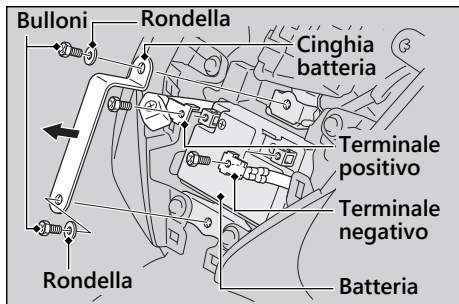 Bulloni
Rondella
Cinghia
batteria
Terminale
positivo
Terminale
negativo
Rondella
Batteria